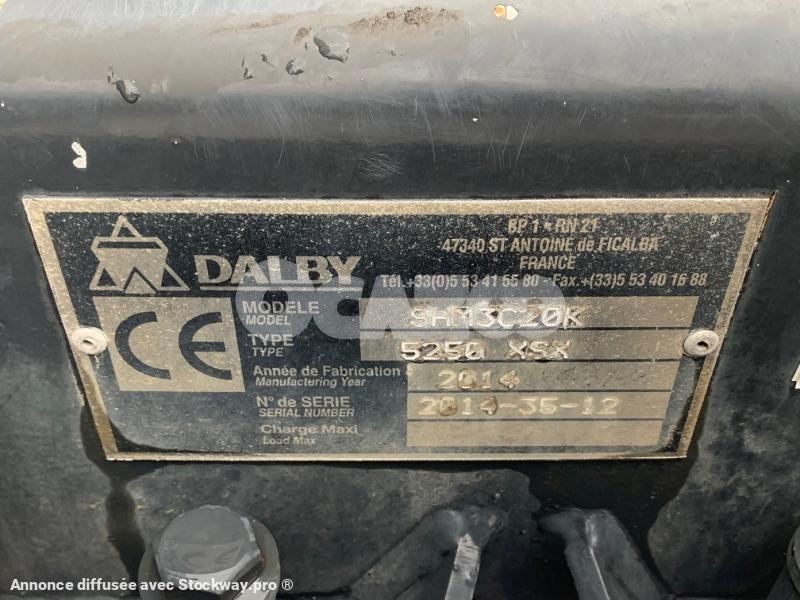 BP 1 - RN 21
47340 ST ANTOINE de FICALBA
FRANCE
DALBY
Tél.+33(0)5 53 41 55 80 - Fax.+(33)5 53 40 16 88
MODELE
MODEL
SHM3C20K
CE
TYPE
TYPE
5250 XSX
Année de Fabrication
Manufacturing Year
2014
N° de SERIE
SERIAL NUMBER
2014-35-12
Charge Maxi
Load Max
Annonce diffusée avec Stockway.pro ®